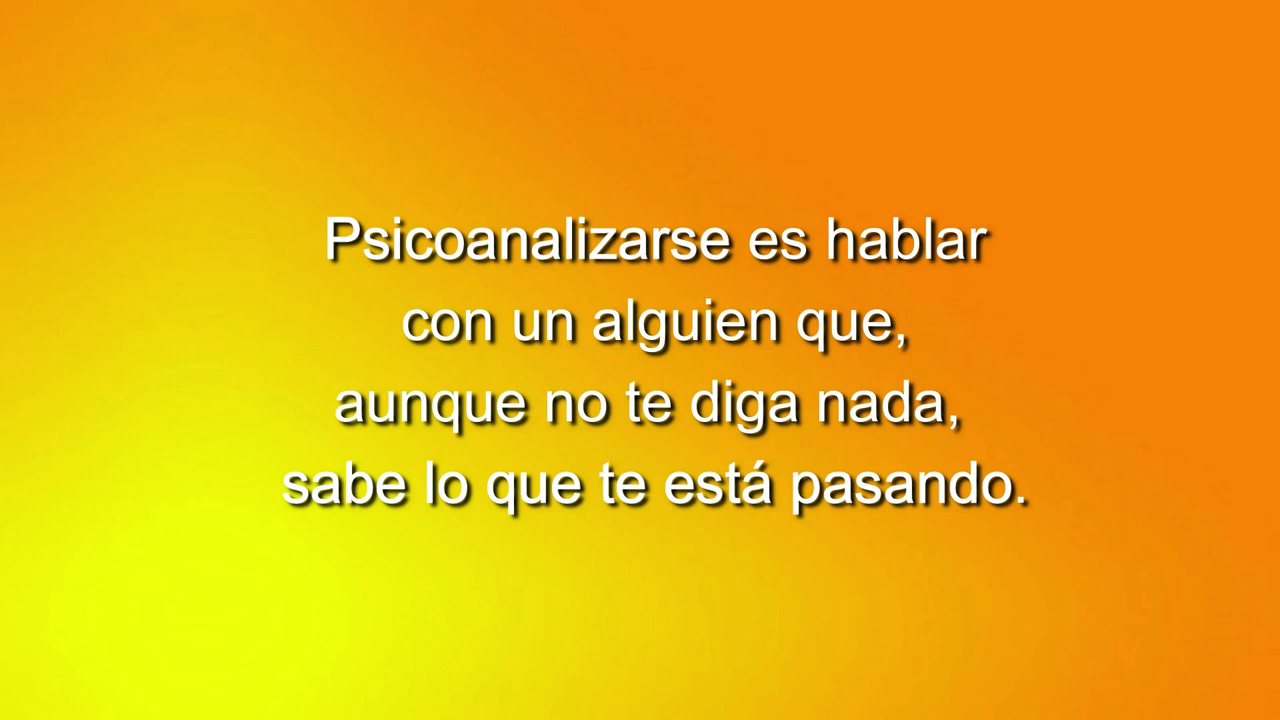 Psicoanalizarse es hablar
con un alguien que,
aunque no te diga nada,
sabe lo que te está pasando.